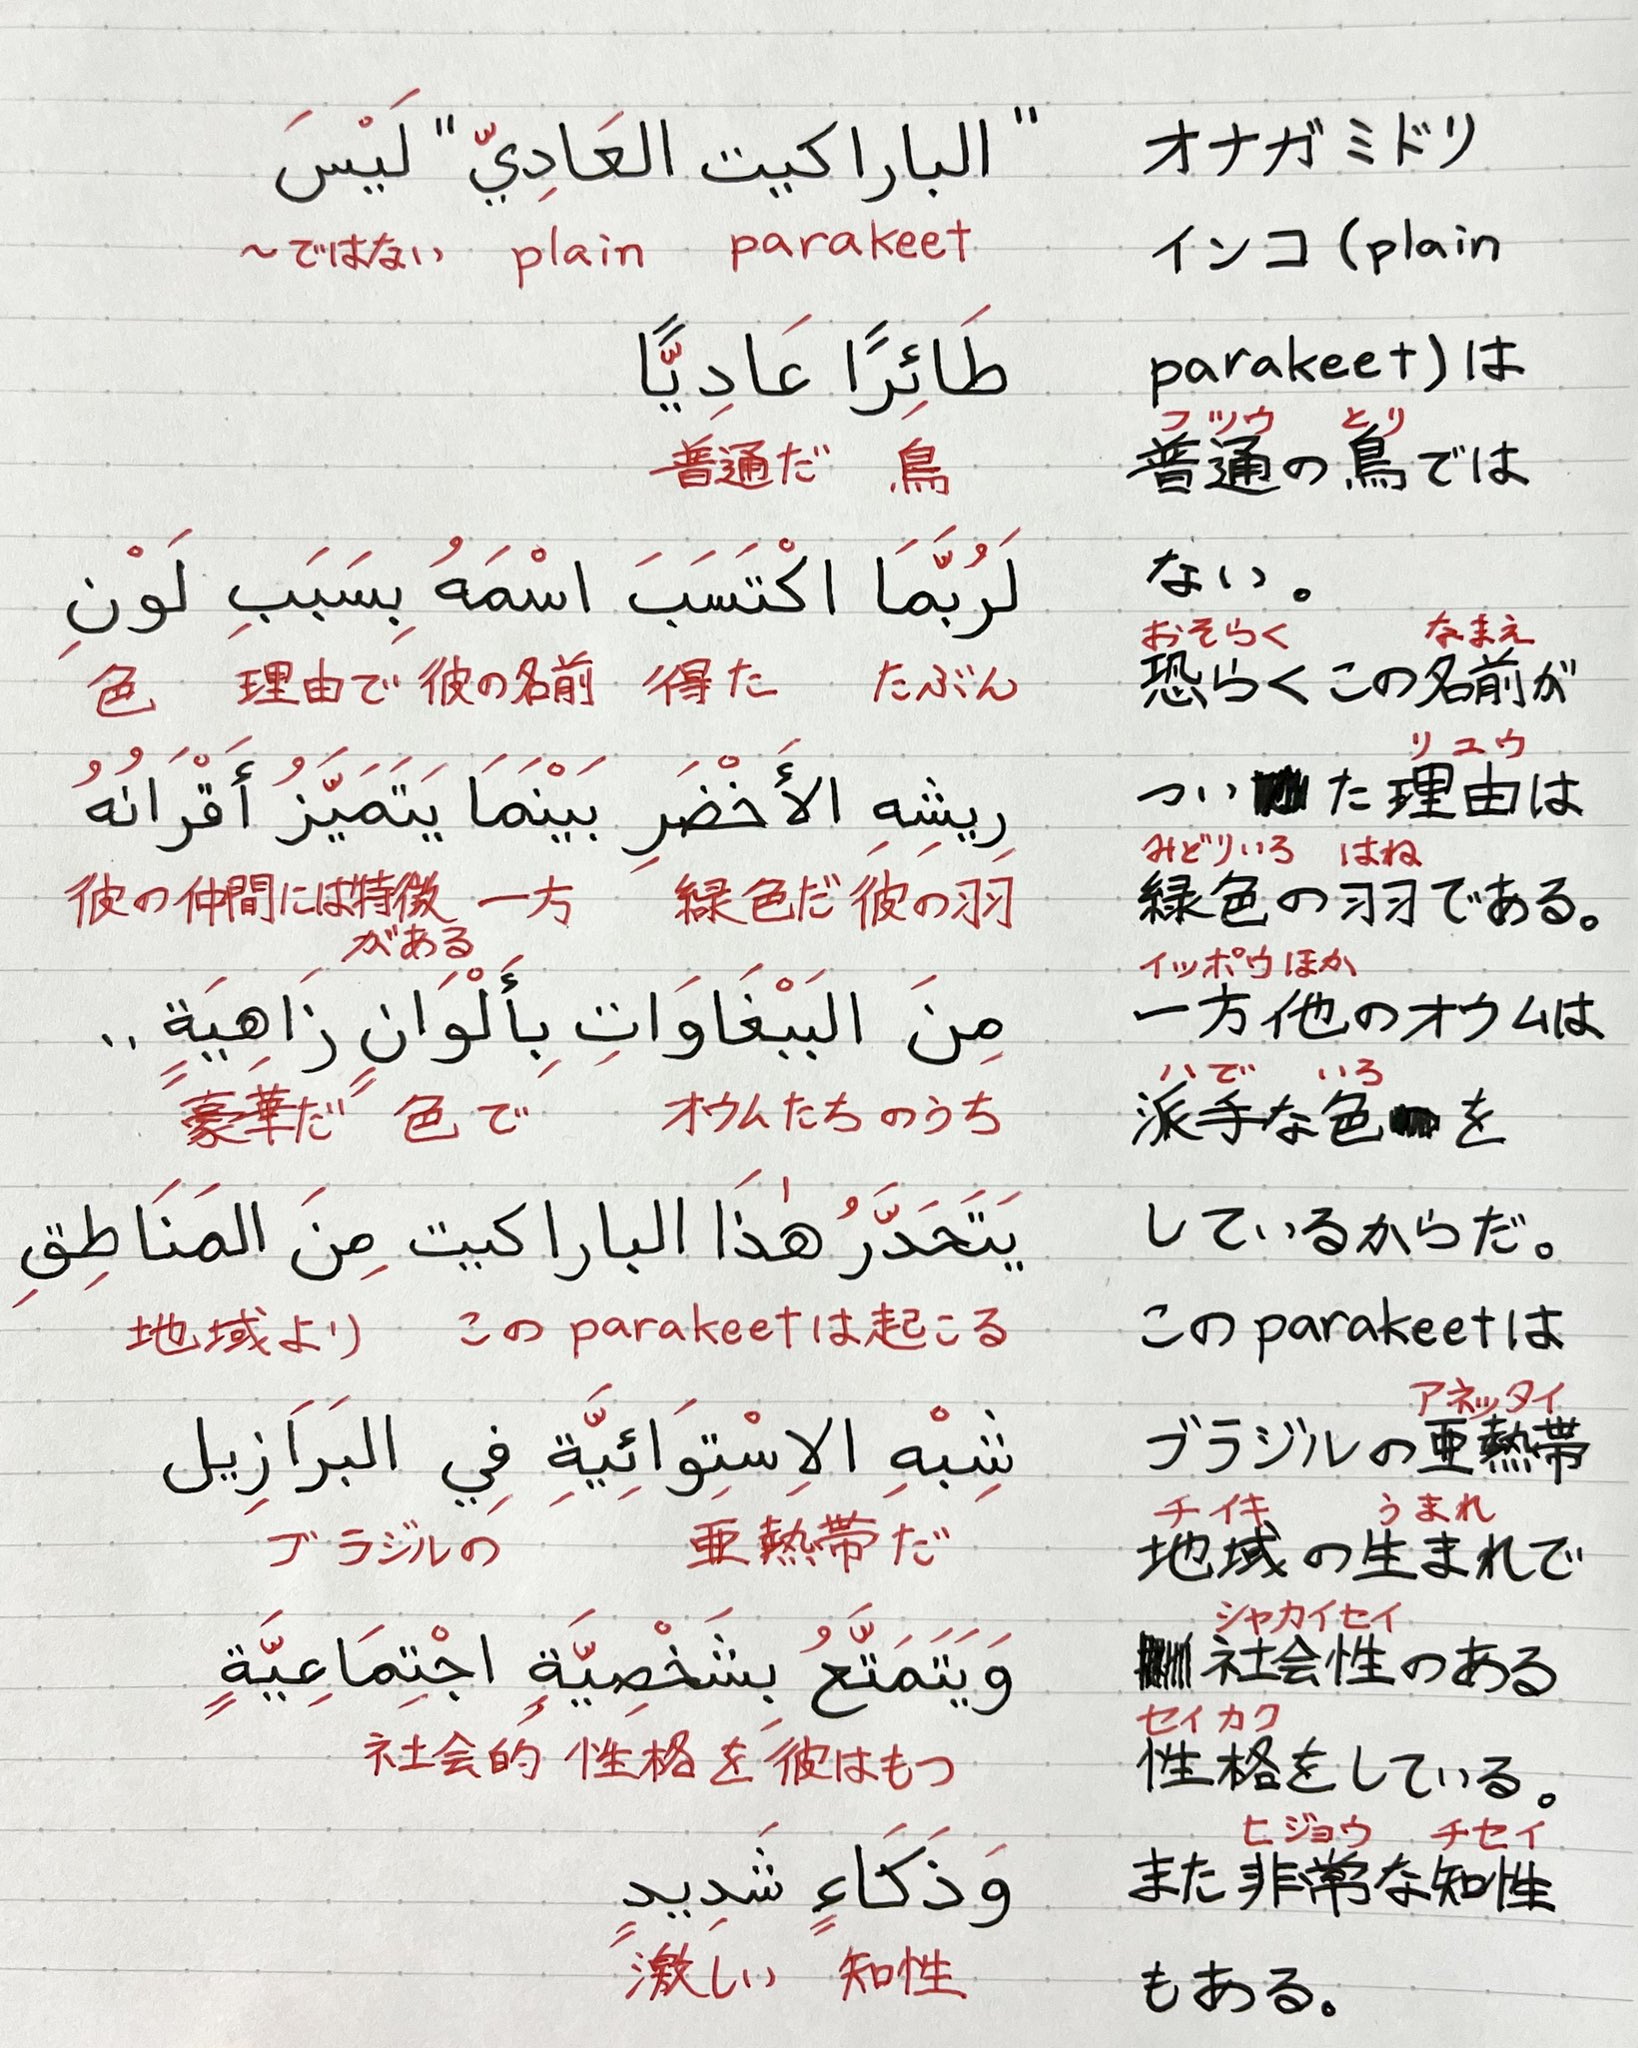 "الباراكيت العَادِيّ" لَيْسَ
～ではない plain parakeet
طَائِرًا عَادِيًّا
普通だ 鳥
لَرُبَّمَا اكْتَسَبَ اسْمَهُ بِسَبَبِ لَوْنِ
色 理由で 彼の名前 得た たぶん
رِيشِهِ الأَخْضَرِ بَيْنَمَا يَتَمَيَّزُ أَقْرَانُهُ
彼の仲間には特徴 一方 緑色だ 彼の羽
がある
مِنَ البَبْغَاوَاتِ بِأَلْوَانٍ زَاهِيَةٍ ..
豪華だ 色で オウムたちのうち
يَتَحَدَّرُ هٰذَا الباراكيت مِنَ المَنَاطِقِ
地域より このparakeetは起こる
شِبْهِ الِاسْتِوَائِيَّةِ فِي البَرَازِيل
ブラジルの 亜熱帯だ
وَيَتَمَتَّعُ بِشَخْصِيَّةٍ اجْتِمَاعِيَّةٍ
社会的 性格を 彼はもつ
وَذَكَاءٍ شَدِيدٍ
激しい 知性
オナガミドリ
インコ(plain
parakeet)は
フツウ とり
普通の鳥では
ない。
おそらく なまえ
恐らくこの名前が
リユウ
ついた理由は
みどりいろ はね
緑色の羽である。
イッポウほか
一方他のオウムは
ハで いろ
派手な色を
しているからだ。
このparakeetは
アネッタイ
ブラジルの亜熱帯
チイキ うまれ
地域の生まれで
シャカイセイ
社会性のある
セイカク
性格をしている。
ヒジョウ チセイ
また非常な知性
もある。